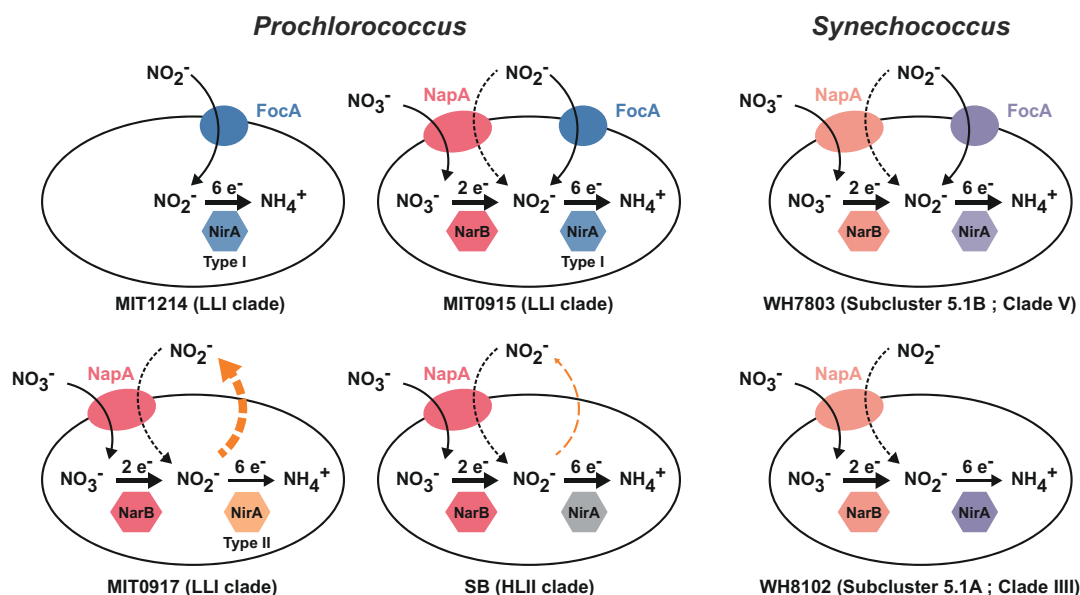 Prochlorococcus
Synechococcus
NO₂⁻
FocA
NO₂⁻
6 e⁻
NH₄⁺
NirA
Type I
MIT1214 (LLI clade)
NO₃⁻
NapA
NO₂⁻
FocA
NO₃⁻
2 e⁻
NO₂⁻
6 e⁻
NH₄⁺
NarB
NirA
Type I
MIT0915 (LLI clade)
NO₃⁻
NapA
NO₂⁻
FocA
NO₃⁻
2 e⁻
NO₂⁻
6 e⁻
NH₄⁺
NarB
NirA
WH7803 (Subcluster 5.1B ; Clade V)
NO₃⁻
NapA
NO₂⁻
NO₃⁻
2 e⁻
NO₂⁻
6 e⁻
NH₄⁺
NarB
NirA
Type II
MIT0917 (LLI clade)
NO₃⁻
NapA
NO₂⁻
NO₃⁻
2 e⁻
NO₂⁻
6 e⁻
NH₄⁺
NarB
NirA
SB (HLII clade)
NO₃⁻
NapA
NO₂⁻
NO₃⁻
2 e⁻
NO₂⁻
6 e⁻
NH₄⁺
NarB
NirA
WH8102 (Subcluster 5.1A ; Clade IIII)